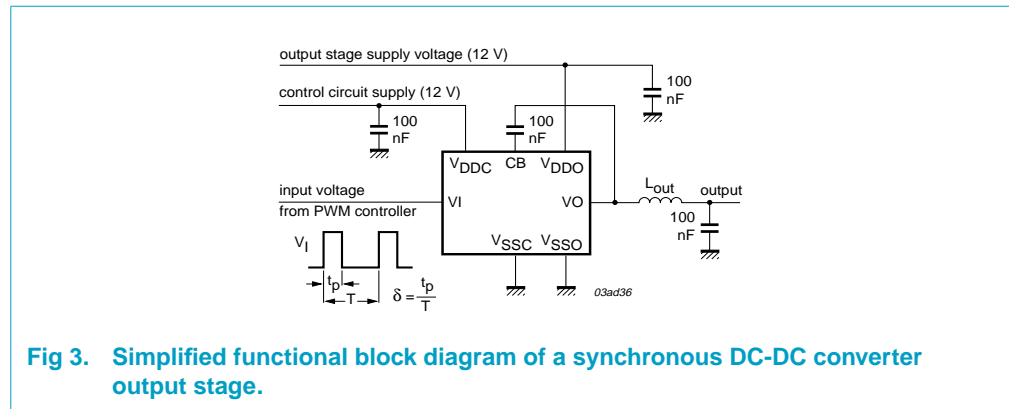 output stage supply voltage (12 V)
100
nF
control circuit supply (12 V)
100
nF
100
nF
VDDC CB VDDO
input voltage
from PWM controller
VI
VO
Lout
output
100
nF
VSSC VSSO
VI
tp
T
δ = tp
T
03ad36
Fig 3. Simplified functional block diagram of a synchronous DC-DC converter
output stage.